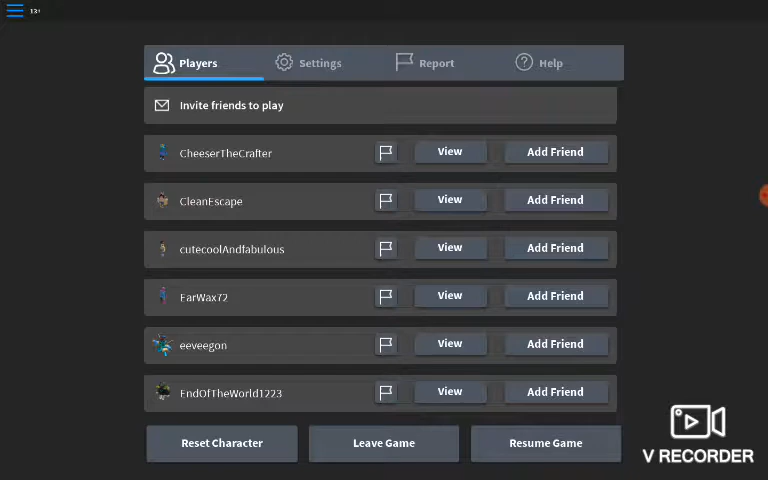 13+
Players Settings Report Help
Invite friends to play
CheeserTheCrafter View Add Friend
CleanEscape View Add Friend
cutecoolAndfabulous View Add Friend
EarWax72 View Add Friend
eeveegon View Add Friend
EndOfTheWorld1223 View Add Friend
Reset Character Leave Game Resume Game
V RECORDER